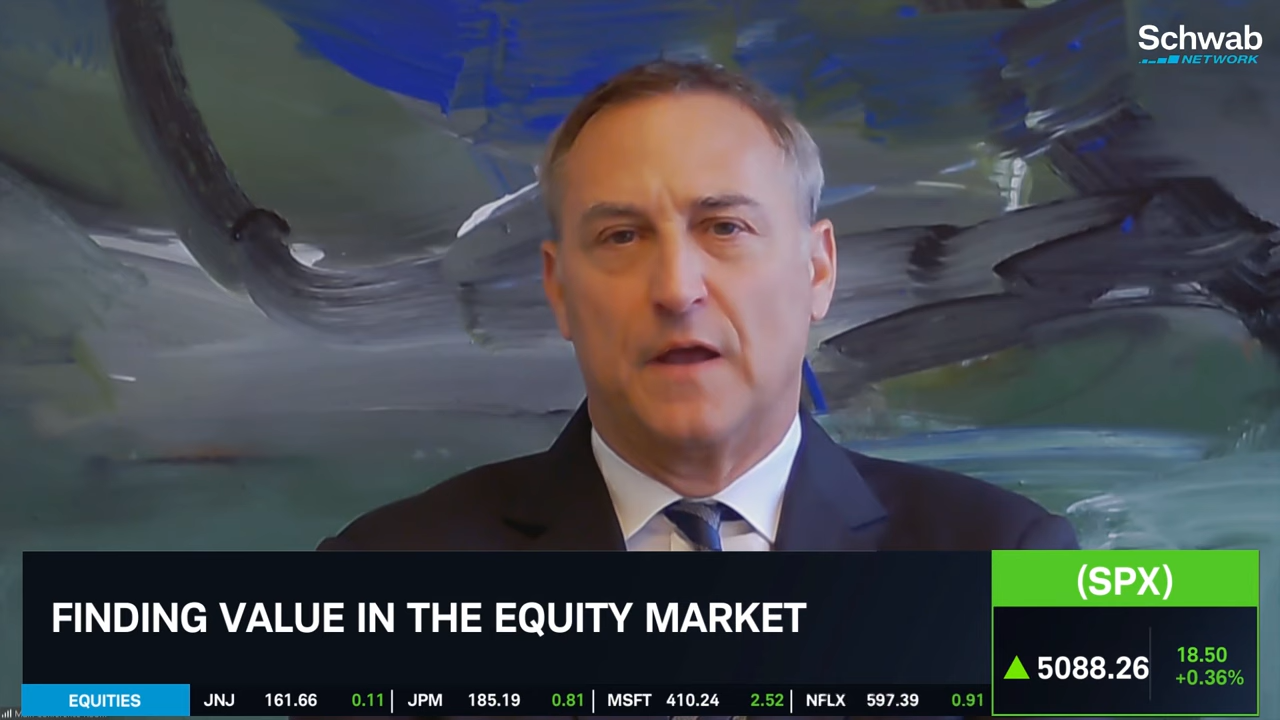 Schwab
NETWORK
FINDING VALUE IN THE EQUITY MARKET
(SPX)
▲ 5088.26
18.50
+0.36%
EQUITIES JNJ 161.66 0.11 JPM 185.19 0.81 MSFT 410.24 2.52 NFLX 597.39 0.91